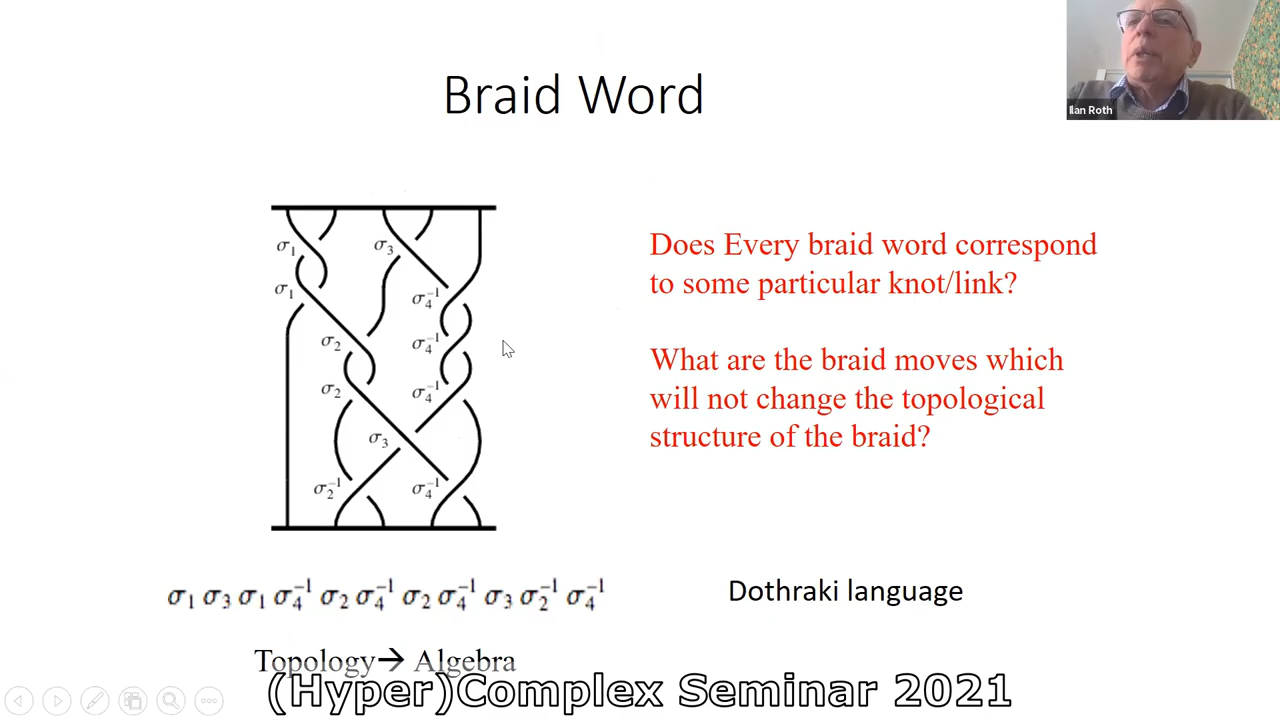 Ilan Roth
Braid Word
σ₁ σ₃
σ₁ σ₄⁻¹
σ₂ σ₄⁻¹
σ₂ σ₄⁻¹
σ₃
σ₂⁻¹ σ₄⁻¹
Does Every braid word correspond
to some particular knot/link?
What are the braid moves which
will not change the topological
structure of the braid?
σ₁ σ₃ σ₁ σ₄⁻¹ σ₂ σ₄⁻¹ σ₂ σ₄⁻¹ σ₃ σ₂⁻¹ σ₄⁻¹
Dothraki language
Topology→ Algebra
(Hyper)Complex Seminar 2021